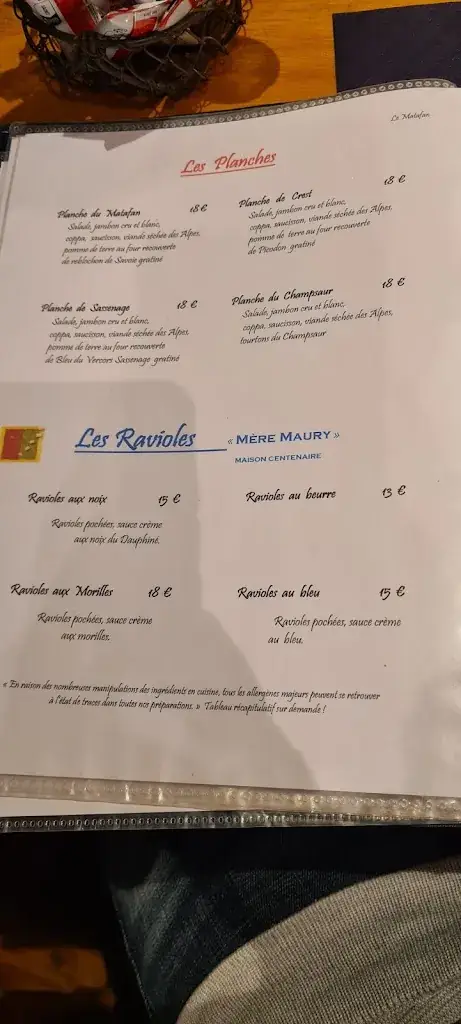 Le Matafan
Les Planches
Planche du Matafan 18 €
Salade, jambon cru et blanc,
coppa, saucisson, viande séchée des Alpes,
pomme de terre au four recouverte
de reblochon de Savoie gratiné
Planche de Crest 18 €
Salade, jambon cru et blanc,
coppa, saucisson, viande séchée des Alpes,
pomme de terre au four recouverte
de Picodon gratiné
Planche de Sassenage 18 €
Salade, jambon cru et blanc,
coppa, saucisson, viande séchée des Alpes,
pomme de terre au four recouverte
de Bleu du Vercors Sassenage gratiné
Planche du Champsaur 18 €
Salade, jambon cru et blanc,
coppa, saucisson, viande séchée des Alpes,
tourtons du Champsaur
Les Ravioles « MÈRE MAURY »
MAISON CENTENAIRE
Ravioles aux noix 15 €
Ravioles pochées, sauce crème
aux noix du Dauphiné.
Ravioles au beurre 13 €
Ravioles aux Morilles 18 €
Ravioles pochées, sauce crème
aux morilles.
Ravioles au bleu 15 €
Ravioles pochées, sauce crème
au bleu.
« En raison des nombreuses manipulations des ingrédients en cuisine, tous les allergènes majeurs peuvent se retrouver
à l'état de traces dans toutes nos préparations. » Tableau récapitulatif sur demande !